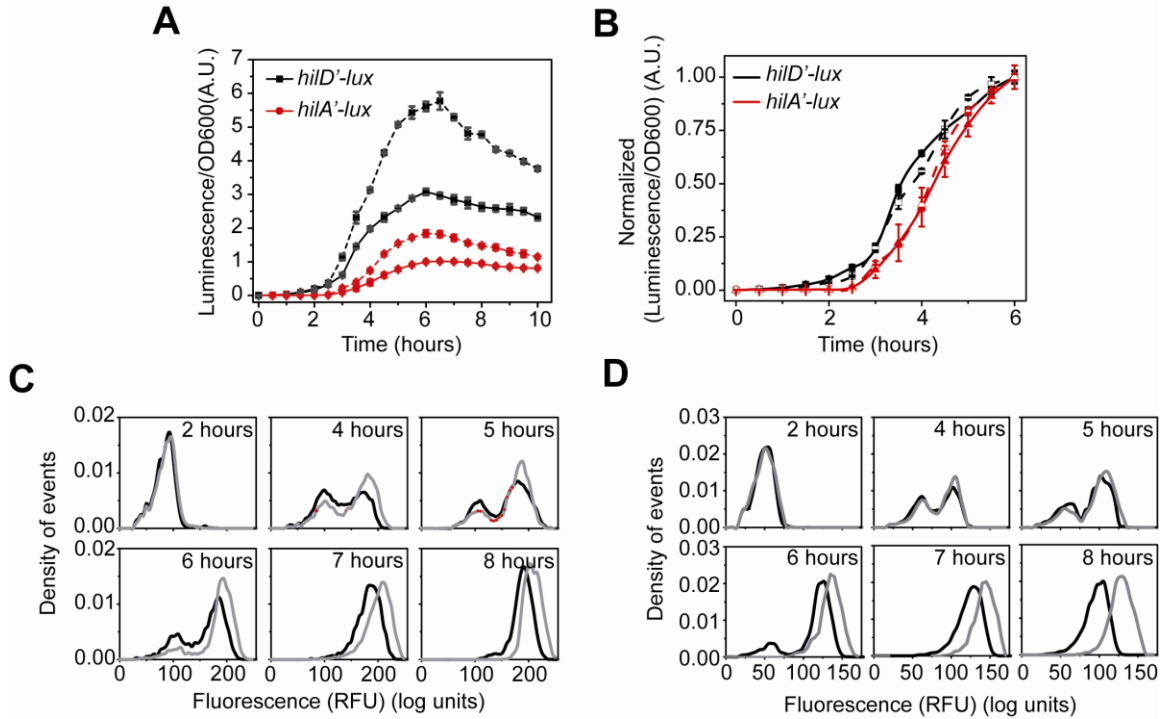 A
Luminescence/OD600(A.U.)
7
6
5
4
3
2
1
0
hilD'-lux
hilA'-lux
0 2 4 6 8 10
Time (hours)
B
Normalized
(Luminescence/OD600) (A.U.)
1.00
0.75
0.50
0.25
0.00
hilD'-lux
hilA'-lux
0 2 4 6
Time (hours)
C
Density of events
0.02
0.01
0.00
2 hours
4 hours
5 hours
0.02
0.01
0.00
6 hours
7 hours
8 hours
0 100 200 0 100 200 0 100 200
Fluorescence (RFU) (log units)
D
Density of events
0.03
0.02
0.01
0.00
2 hours
4 hours
5 hours
0.03
0.02
0.01
0.00
6 hours
7 hours
8 hours
0 50 100 150 0 50 100 150 0 50 100 150
Fluorescence (RFU) (log units)